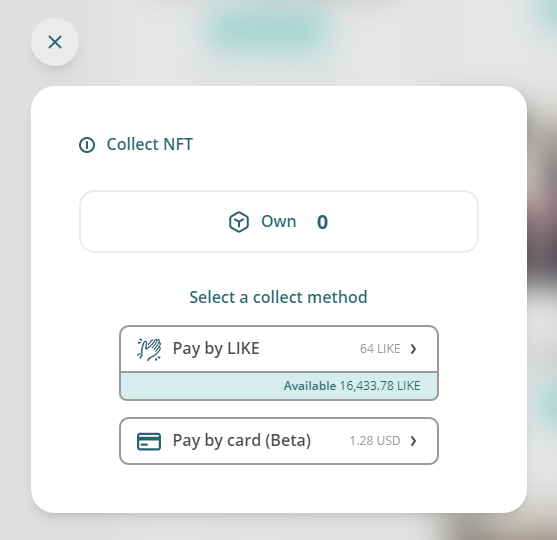 Collect NFT
Own 0
Select a collect method
Pay by LIKE 64 LIKE
Available 16,433.78 LIKE
Pay by card (Beta) 1.28 USD